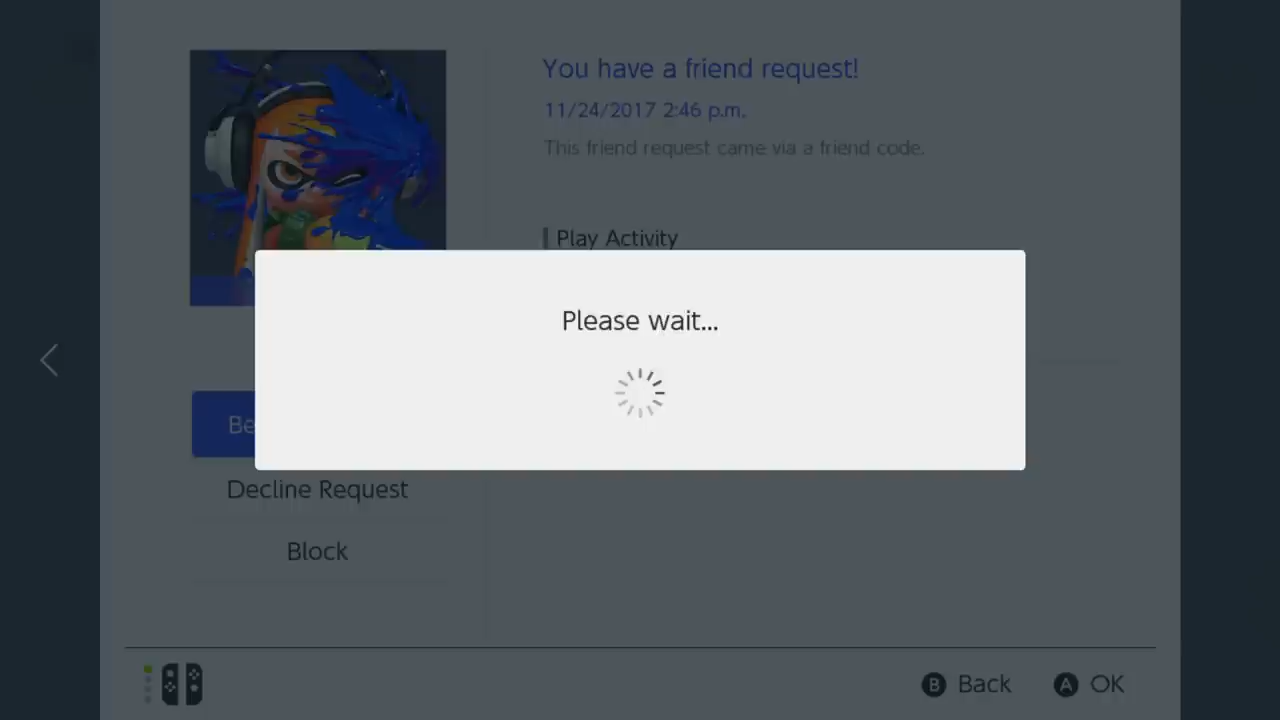 You have a friend request!
11/24/2017 2:46 p.m.
This friend request came via a friend code.
Play Activity
Please wait...
Be
Decline Request
Block
B Back A OK